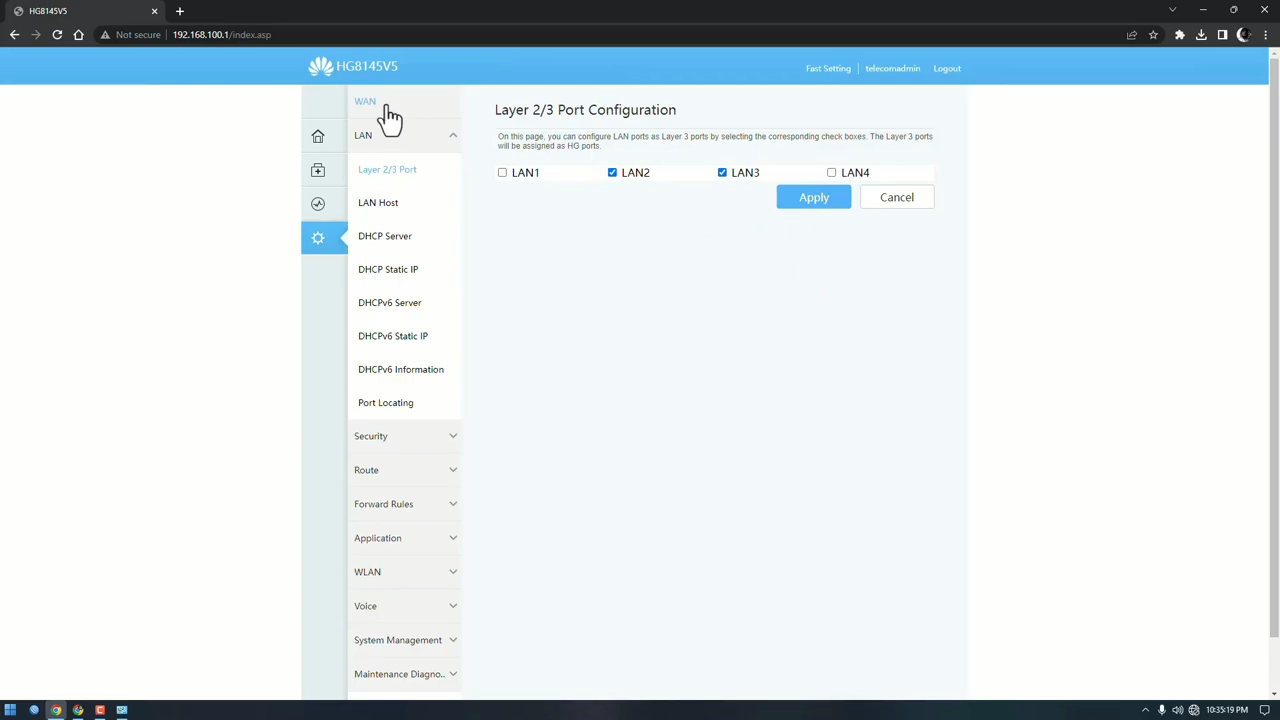 HG8145V5
Not secure
192.168.100.1/index.asp
HG8145V5
Fast Setting
telecomadmin
Logout
WAN
LAN
Layer 2/3 Port
LAN Host
DHCP Server
DHCP Static IP
DHCPv6 Server
DHCPv6 Static IP
DHCPv6 Information
Port Locating
Security
Route
Forward Rules
Application
WLAN
Voice
System Management
Maintenance Diagno..
Layer 2/3 Port Configuration
On this page, you can configure LAN ports as Layer 3 ports by selecting the corresponding check boxes. The Layer 3 ports
will be assigned as HG ports.
LAN1 LAN2 LAN3 LAN4
Apply Cancel
10:35:19 PM